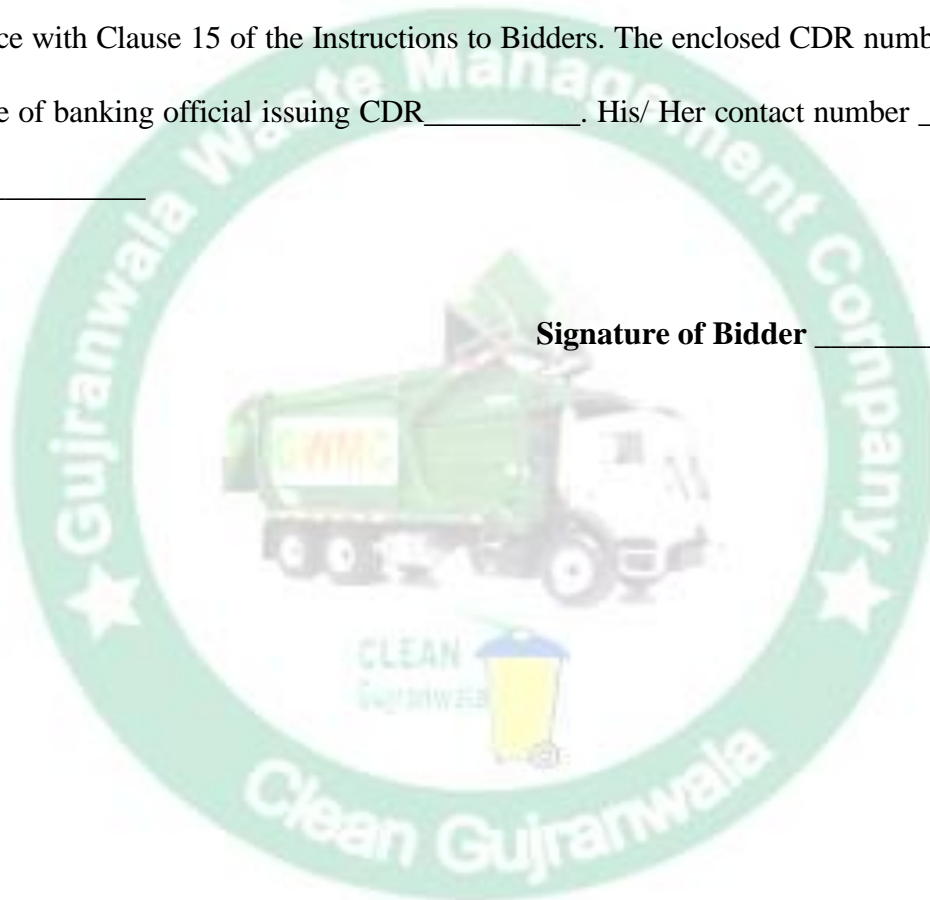 ce with Clause 15 of the Instructions to Bidders. The enclosed CDR numb
e of banking official issuing CDR__________. His/ Her contact number _
__________
Signature of Bidder ________
Gujranwala Waste Management Company
GWMC
CLEAN
Gujranwala
Clean Gujranwala